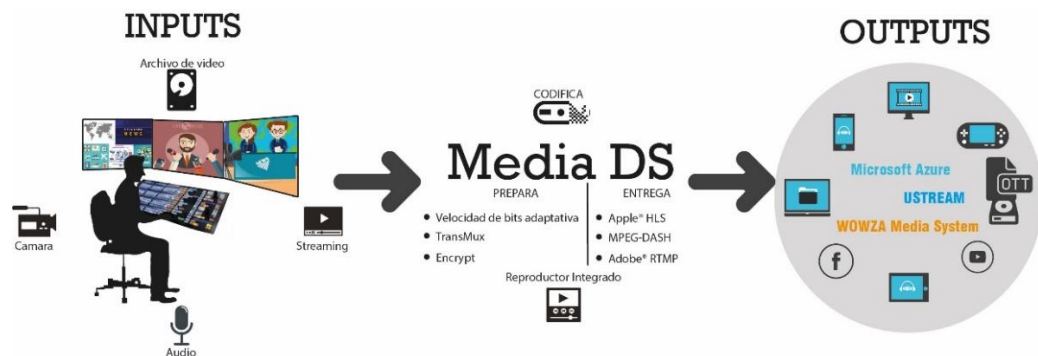 INPUTS
Archivo de video
Camara
Streaming
Audio
CODIFICA
Media DS
PREPARA
• Velocidad de bits adaptativa
• TransMux
• Encrypt
ENTREGA
• Apple® HLS
• MPEG-DASH
• Adobe® RTMP
Reproductor Integrado
OUTPUTS
Microsoft Azure
USTREAM
WOWZA Media System
OTT
f